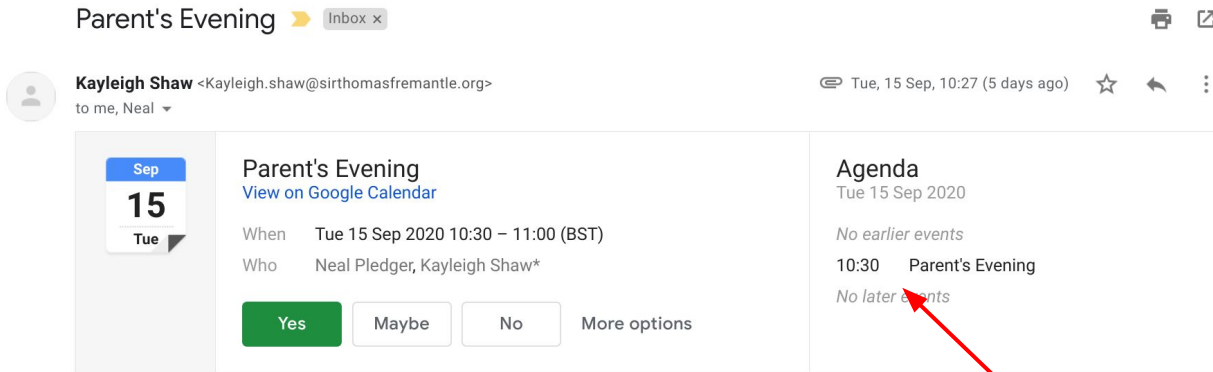 Parent's Evening Inbox ×
Kayleigh Shaw <Kayleigh.shaw@sirthomasfremantle.org> Tue, 15 Sep, 10:27 (5 days ago)
to me, Neal
Sep
15
Tue
Parent's Evening
View on Google Calendar
When Tue 15 Sep 2020 10:30 – 11:00 (BST)
Who Neal Pledger, Kayleigh Shaw*
Yes Maybe No More options
Agenda
Tue 15 Sep 2020
No earlier events
10:30 Parent's Evening
No later events